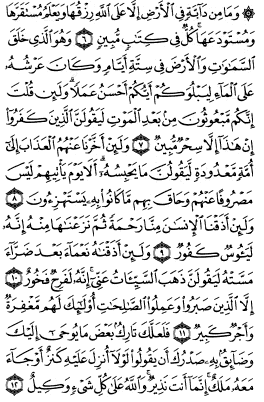 ۞ وَمَا مِن دَآبَّةٍ فِي ٱلۡأَرۡضِ إِلَّا عَلَى ٱللَّهِ رِزۡقُهَا وَيَعۡلَمُ مُسۡتَقَرَّهَا
وَمُسۡتَوۡدَعَهَاۚ كُلّٞ فِي كِتَٰبٖ مُّبِينٖ ٦ وَهُوَ ٱلَّذِي خَلَقَ
ٱلسَّمَٰوَٰتِ وَٱلۡأَرۡضَ فِي سِتَّةِ أَيَّامٖ وَكَانَ عَرۡشُهُۥ
عَلَى ٱلۡمَآءِ لِيَبۡلُوَكُمۡ أَيُّكُمۡ أَحۡسَنُ عَمَلٗاۗ وَلَئِن قُلۡتَ
إِنَّكُم مَّبۡعُوثُونَ مِنۢ بَعۡدِ ٱلۡمَوۡتِ لَيَقُولَنَّ ٱلَّذِينَ كَفَرُوٓاْ
إِنۡ هَٰذَآ إِلَّا سِحۡرٞ مُّبِينٞ ٧ وَلَئِنۡ أَخَّرۡنَا عَنۡهُمُ ٱلۡعَذَابَ إِلَىٰٓ
أُمَّةٖ مَّعۡدُودَةٖ لَّيَقُولُنَّ مَا يَحۡبِسُهُۥٓۗ أَلَا يَوۡمَ يَأۡتِيهِمۡ لَيۡسَ
مَصۡرُوفًا عَنۡهُمۡ وَحَاقَ بِهِم مَّا كَانُواْ بِهِۦ يَسۡتَهۡزِءُونَ ٨
وَلَئِنۡ أَذَقۡنَا ٱلۡإِنسَٰنَ مِنَّا رَحۡمَةٗ ثُمَّ نَزَعۡنَٰهَا مِنۡهُ إِنَّهُۥ
لَيَـُٔوسٞ كَفُورٞ ٩ وَلَئِنۡ أَذَقۡنَٰهُ نَعۡمَآءَ بَعۡدَ ضَرَّآءَ
مَسَّتۡهُ لَيَقُولَنَّ ذَهَبَ ٱلسَّيِّـَٔاتُ عَنِّيٓۚ إِنَّهُۥ لَفَرِحٞ فَخُورٌ ١٠
إِلَّا ٱلَّذِينَ صَبَرُواْ وَعَمِلُواْ ٱلصَّٰلِحَٰتِ أُوْلَٰٓئِكَ لَهُم مَّغۡفِرَةٞ
وَأَجۡرٞ كَبِيرٞ ١١ فَلَعَلَّكَ تَارِكُۢ بَعۡضَ مَا يُوحَىٰٓ إِلَيۡكَ
وَضَآئِقُۢ بِهِۦ صَدۡرُكَ أَن يَقُولُواْ لَوۡلَآ أُنزِلَ عَلَيۡهِ كَنزٌ أَوۡ جَآءَ
مَعَهُۥ مَلَكٌۚ إِنَّمَآ أَنتَ نَذِيرٞۚ وَٱللَّهُ عَلَىٰ كُلِّ شَيۡءٖ وَكِيلٌ ١٢